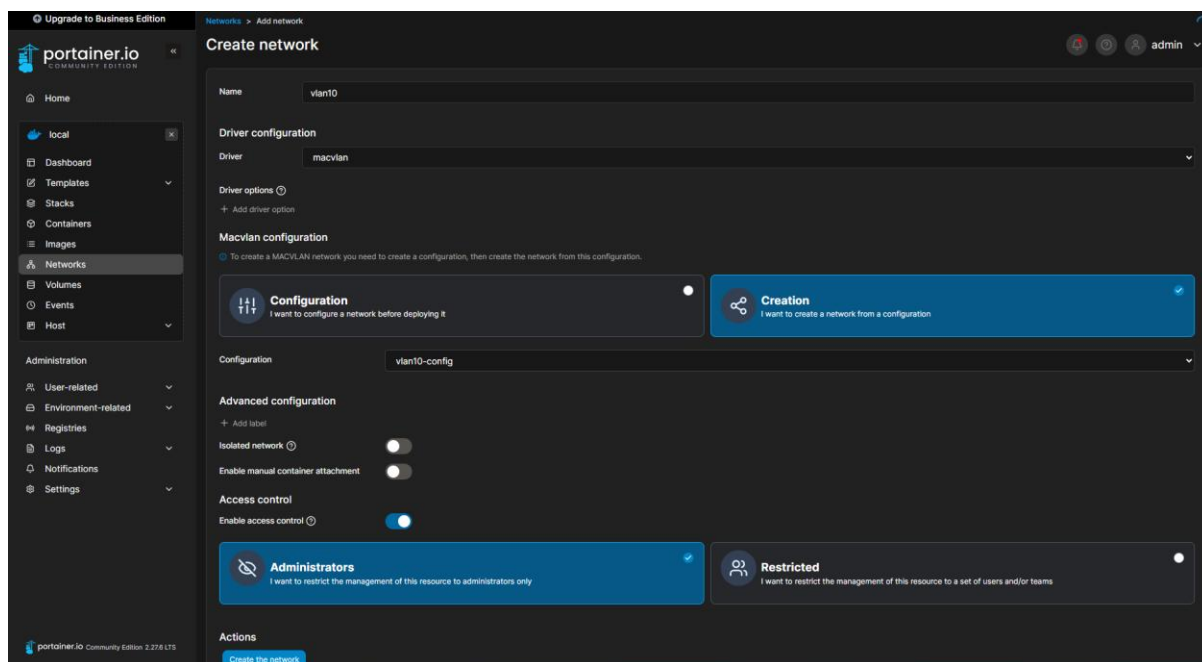 Upgrade to Business Edition
portainer.io
COMMUNITY EDITION
Home
local
Dashboard
Templates
Stacks
Containers
Images
Networks
Volumes
Events
Host
Administration
User-related
Environment-related
Registries
Logs
Notifications
Settings
portainer.io Community Edition 2.27.6 LTS
Networks > Add network
Create network
admin
Name vlan10
Driver configuration
Driver macvlan
Driver options
+ Add driver option
Macvlan configuration
To create a MACVLAN network you need to create a configuration, then create the network from this configuration.
Configuration
I want to configure a network before deploying it
Creation
I want to create a network from a configuration
Configuration vlan10-config
Advanced configuration
+ Add label
Isolated network
Enable manual container attachment
Access control
Enable access control
Administrators
I want to restrict the management of this resource to administrators only
Restricted
I want to restrict the management of this resource to a set of users and/or teams
Actions
Create the network